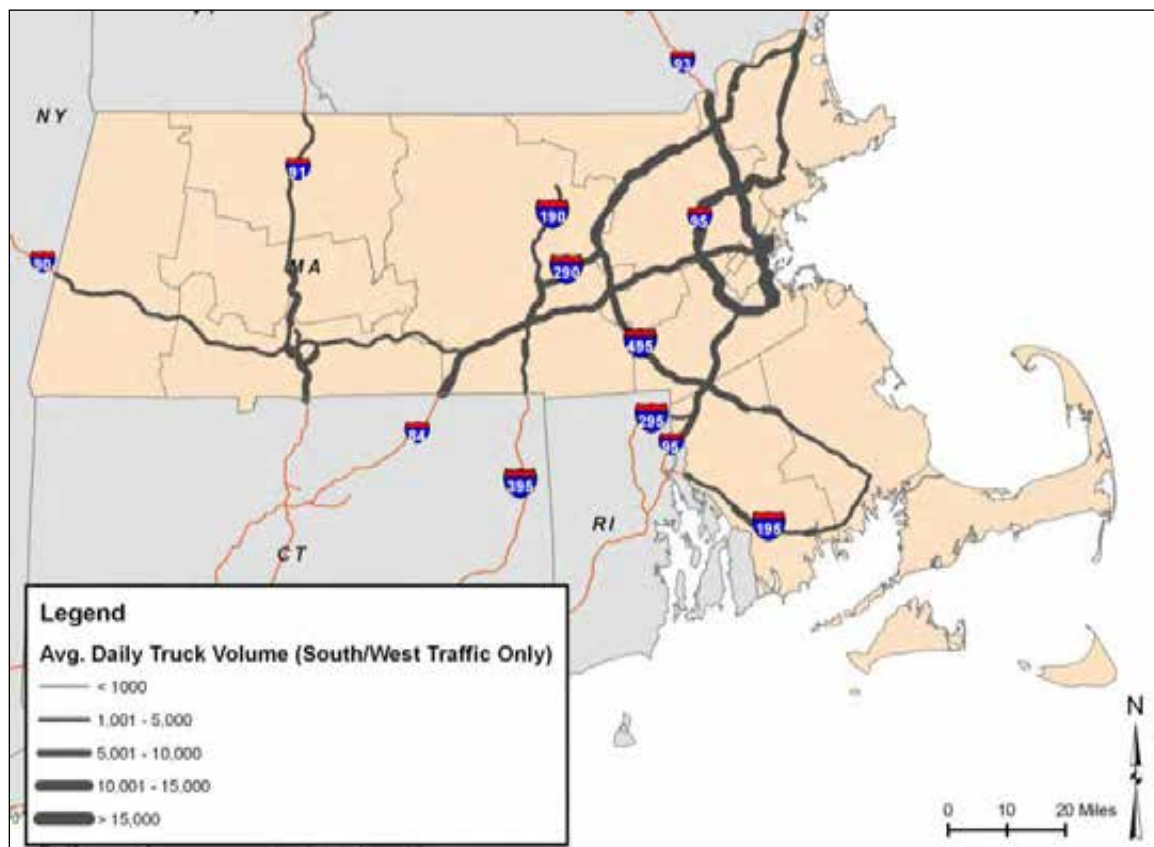 93
NY
91
190
95
90
MA
290
495
295
84
95
395
RI
195
CT
Legend
Avg. Daily Truck Volume (South/West Traffic Only)
< 1000
1,001 - 5,000
5,001 - 10,000
10,001 - 15,000
> 15,000
N
0 10 20 Miles